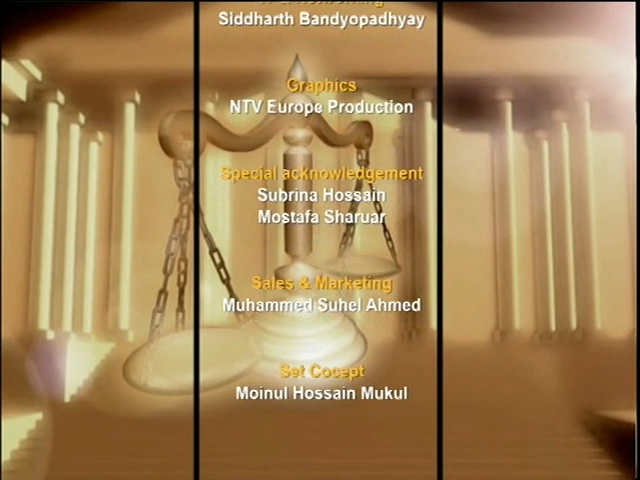 Siddharth Bandyopadhyay
Graphics
NTV Europe Production
Special acknowledgement
Subrina Hossain
Mostafa Sharuar
Sales & Marketing
Muhammed Suhel Ahmed
Set Cocept
Moinul Hossain Mukul